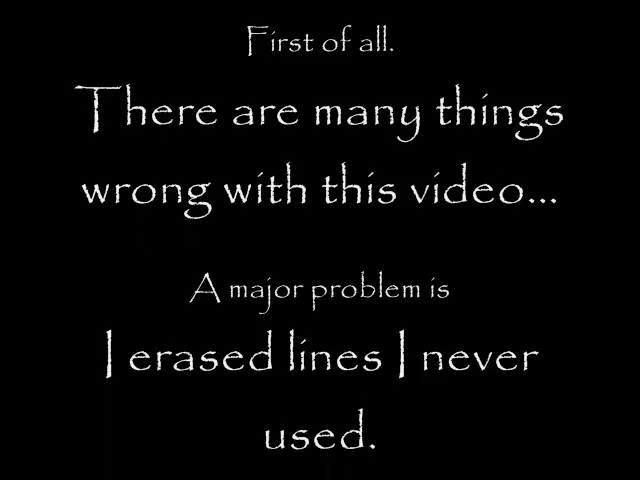 First of all.
There are many things
wrong with this video...
A major problem is
I erased lines I never
used.